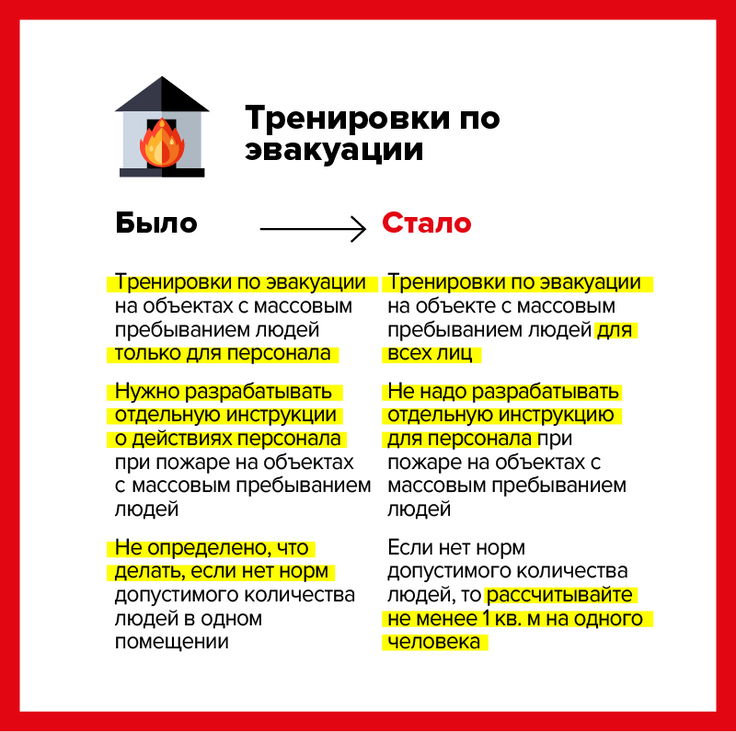 Тренировки по
эвакуации
Было
Стало
Тренировки по эвакуации
на объектах с массовым
пребыванием людей
только для персонала
Тренировки по эвакуации
на объекте с массовым
пребыванием людей для
всех лиц
Нужно разрабатывать
отдельную инструкции
о действиях персонала
при пожаре на объектах
с массовым пребыванием
людей
Не надо разрабатывать
отдельную инструкцию
для персонала при
пожаре на объектах с
массовым пребыванием
людей
Не определено, что
делать, если нет норм
допустимого количества
людей в одном
помещении
Если нет норм
допустимого количества
людей, то рассчитывайте
не менее 1 кв. м на одного
человека